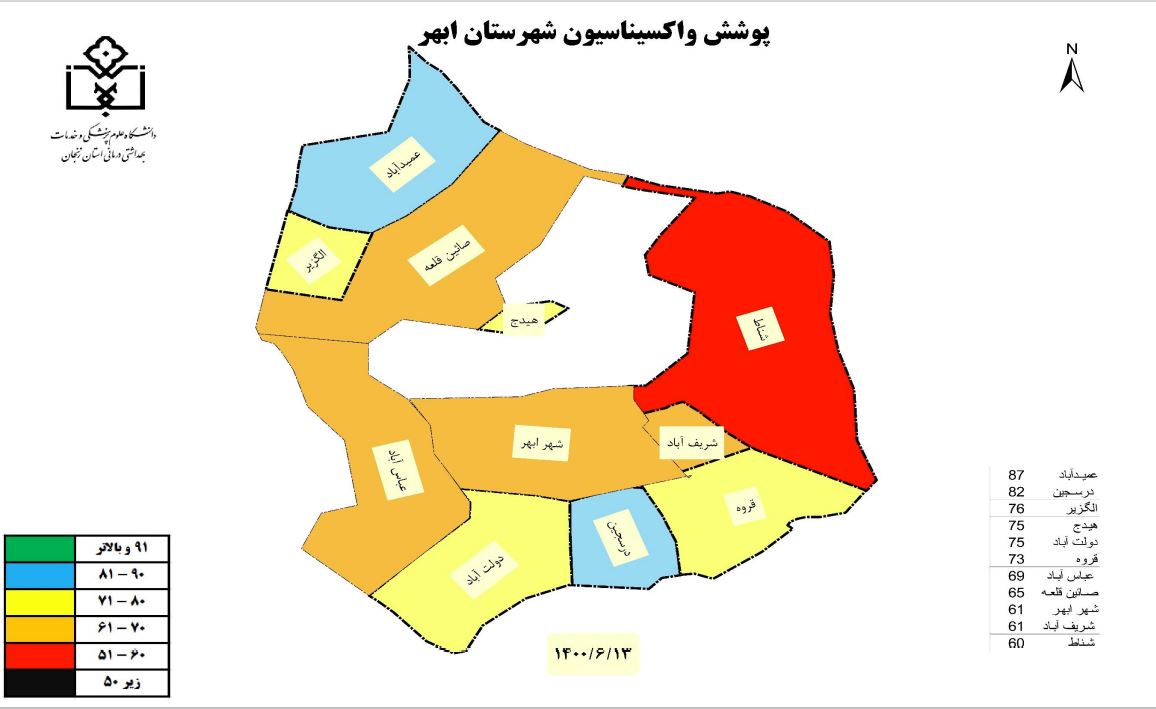 پوشش واکسیناسیون شهرستان ابهر
N
دانشگاه علوم پزشکی و خدمات
بهداشتی درمانی استان زنجان
عمیدآباد
صائین قلعه
الگزیر
هیدج
شناط
شهر ابهر
شریف آباد
عباس آباد
قروه
درسجین
دولت آباد
عمیدآباد 87
درسجین 82
الگزیر 76
هیدج 75
دولت آباد 75
قروه 73
عباس آباد 69
صائین قلعه 65
شهر ابهر 61
شریف آباد 61
شناط 60
۹۱ و بالاتر
۸۱ – ۹۰
۷۱ – ۸۰
۶۱ – ۷۰
۵۱ – ۶۰
زیر ۵۰
۱۴۰۰/۶/۱۳